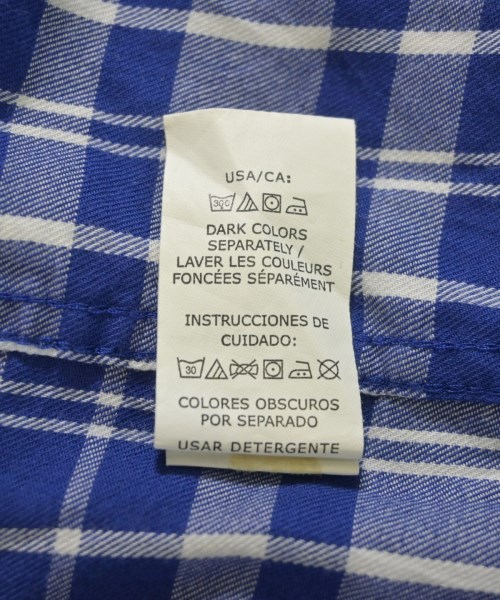 USA/CA:
30C
DARK COLORS
SEPARATELY /
LAVER LES COULEURS
FONCÉES SÉPARÉMENT
INSTRUCCIONES DE
CUIDADO:
30
COLORES OBSCUROS
POR SEPARADO
USAR DETERGENTE